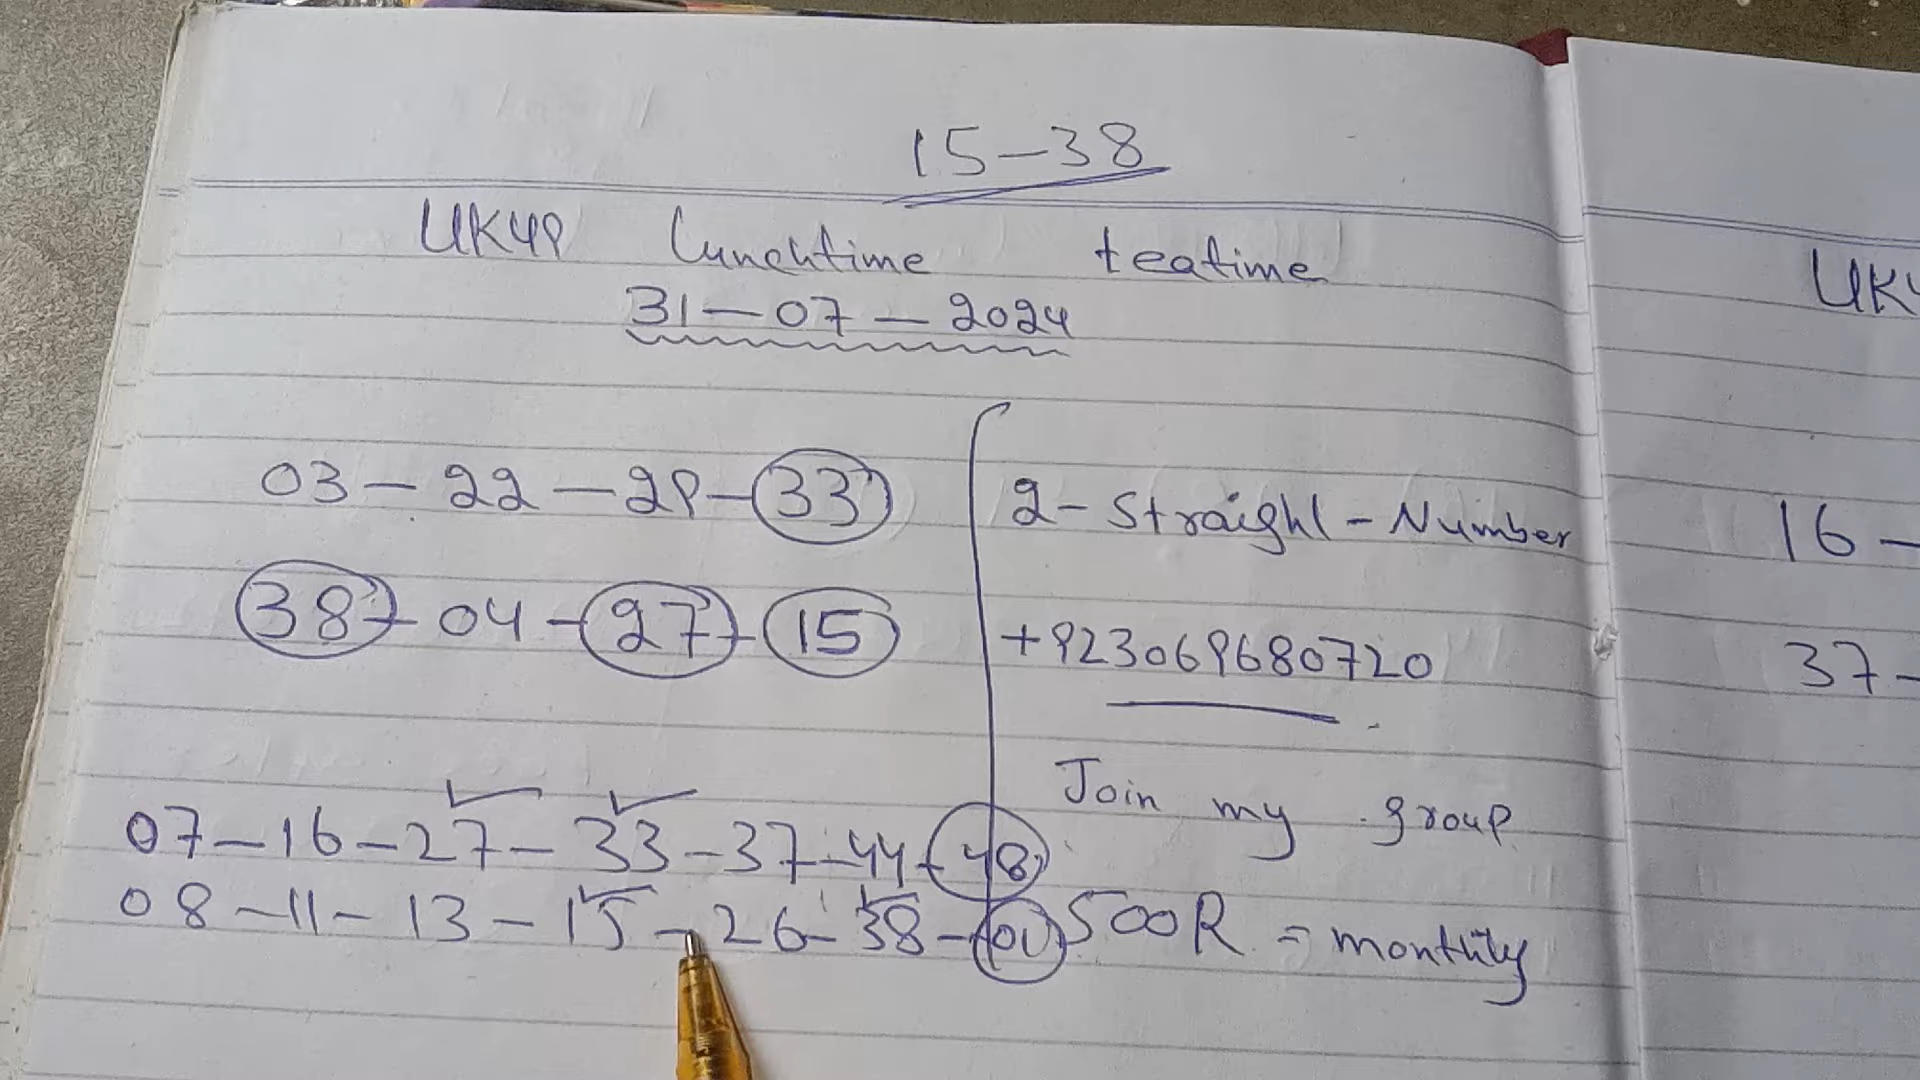 15-38
UK49 Lunchtime teatime
31-07-2024
03-22-29-33
38-04-27-15
2-Straight-Number
+923069680720
Join my group
500R = monthly
07-16-27-33-37-44-48
08-11-13-15-26-38-01
UK4
16-
37-